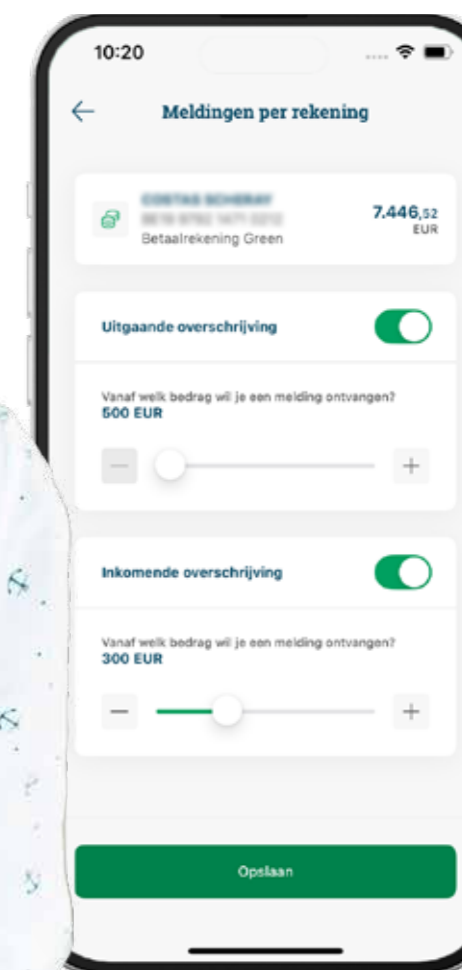 10:20
Meldingen per rekening
7.446,52
EUR
Betaalrekening Green
Uitgaande overschrijving
Vanaf welk bedrag wil je een melding ontvangen?
500 EUR
Inkomende overschrijving
Vanaf welk bedrag wil je een melding ontvangen?
300 EUR
Opslaan